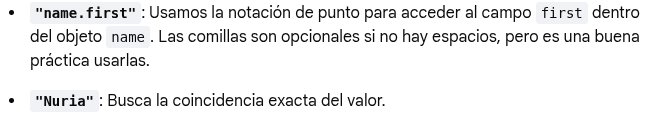 • "name.first" : Usamos la notación de punto para acceder al campo first dentro
del objeto name . Las comillas son opcionales si no hay espacios, pero es una buena
práctica usarlas.
• "Nuria" : Busca la coincidencia exacta del valor.